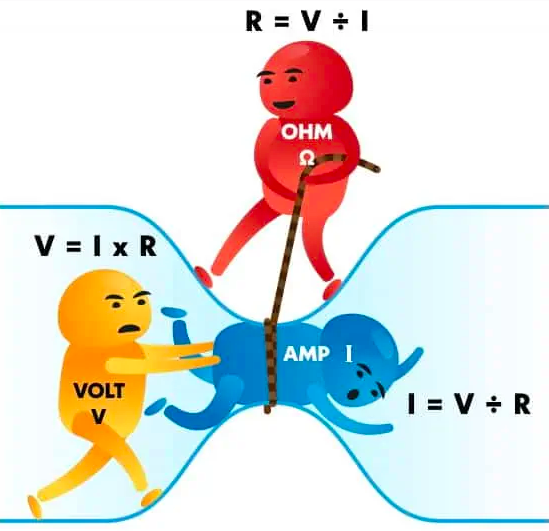 R = V ÷ I
OHM
Ω
V = I x R
AMP I
VOLT
V
I = V ÷ R